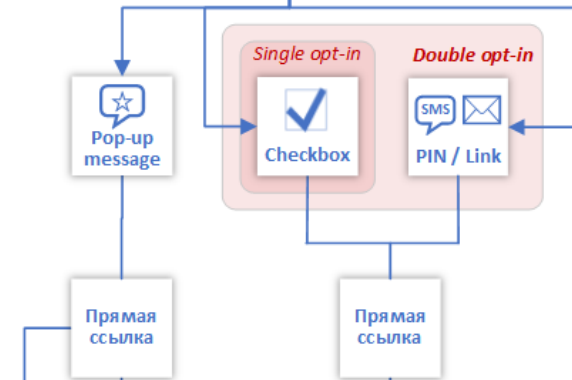 Single opt-in
Double opt-in
SMS
Pop-up
message
Checkbox
PIN / Link
Прямая
ссылка
Прямая
ссылка